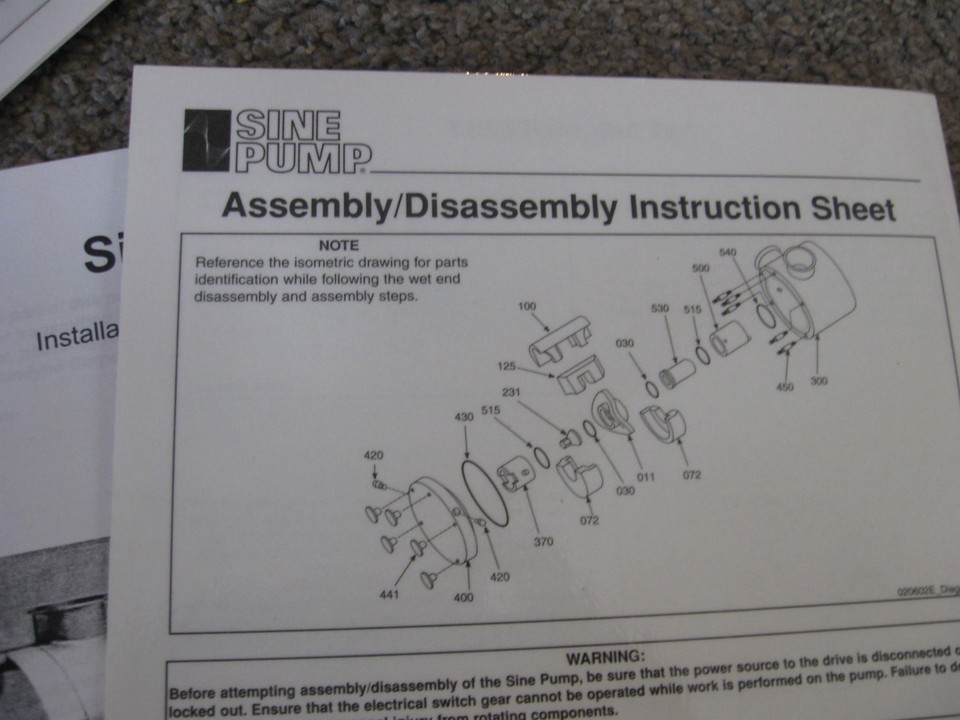 SINE
PUMP®
Assembly/Disassembly Instruction Sheet
NOTE
Reference the isometric drawing for parts
identification while following the wet end
disassembly and assembly steps.
540
500
530
515
100
030
125
231
430
515
420
450
300
011
072
030
072
370
420
441
400
020602E_Diag
Si
Installa
WARNING:
Before attempting assembly/disassembly of the Sine Pump, be sure that the power source to the drive is disconnected
locked out. Ensure that the electrical switch gear cannot be operated while work is performed on the pump. Failure to
injury from rotating components.